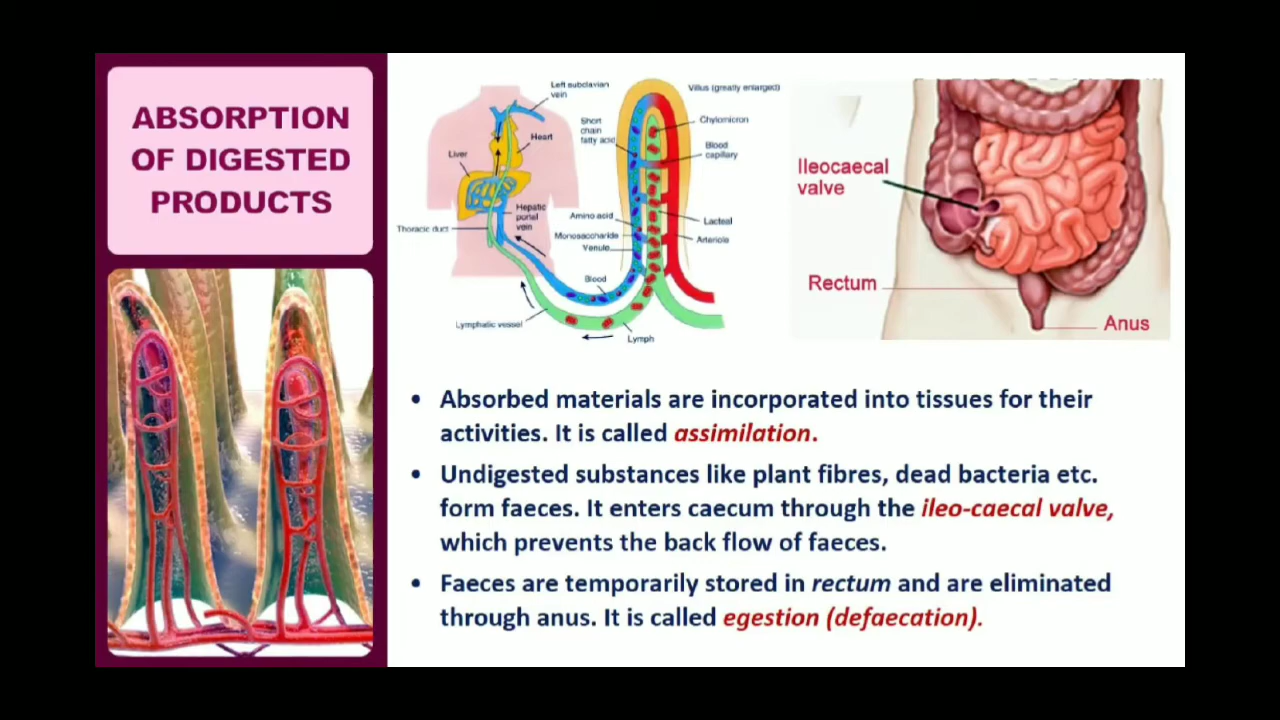 ABSORPTION
OF DIGESTED
PRODUCTS
Left subclavian
vein
Heart
Liver
Hepatic
portal
vein
Thoracic duct
Lymphatic vessel
Lymph
Blood
Short
chain
fatty acid
Amino acid
Monosaccharide
Venule
Villus (greatly enlarged)
Chylomicron
Blood
capillary
Lacteal
Arteriole
Ileocaecal
valve
Rectum
Anus
• Absorbed materials are incorporated into tissues for their
activities. It is called assimilation.
• Undigested substances like plant fibres, dead bacteria etc.
form faeces. It enters caecum through the ileo-caecal valve,
which prevents the back flow of faeces.
• Faeces are temporarily stored in rectum and are eliminated
through anus. It is called egestion (defaecation).